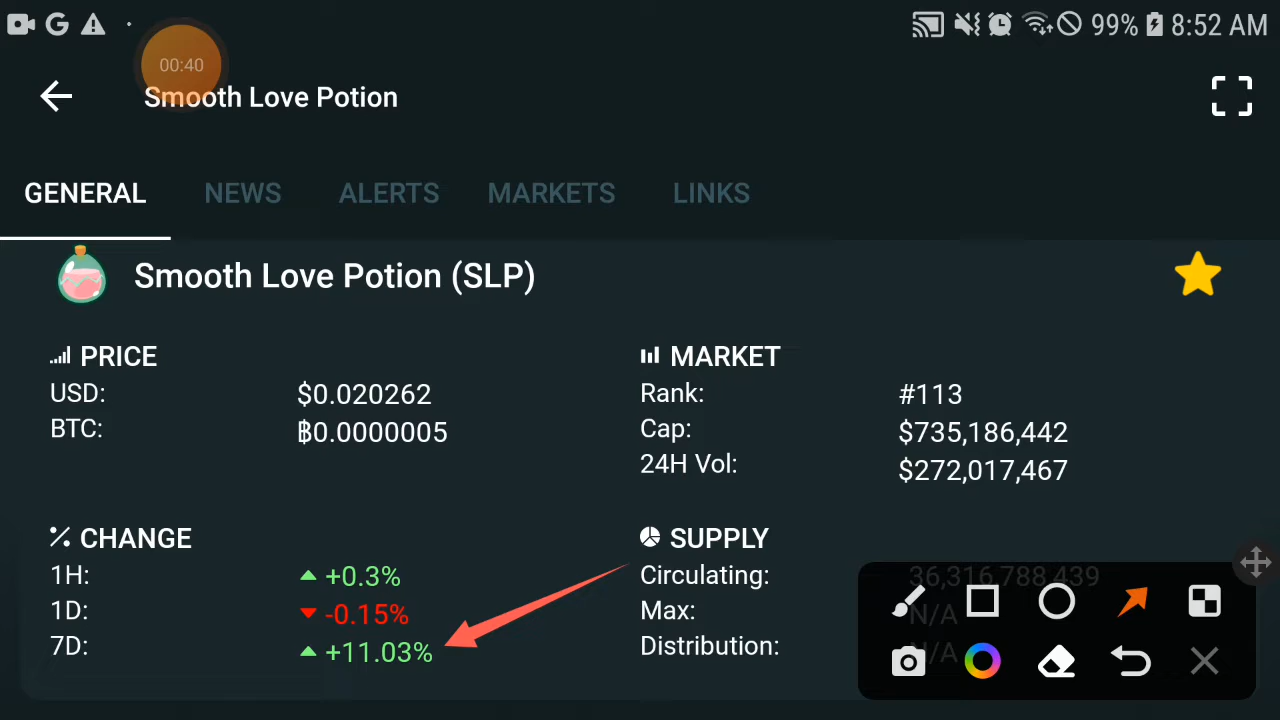 99% 8:52 AM
00:40
Smooth Love Potion
GENERAL NEWS ALERTS MARKETS LINKS
Smooth Love Potion (SLP)
PRICE
USD: $0.020262
BTC: ฿0.0000005
MARKET
Rank: #113
Cap: $735,186,442
24H Vol: $272,017,467
CHANGE
1H: +0.3%
1D: -0.15%
7D: +11.03%
SUPPLY
Circulating: 36,316,788,439
Max: N/A
Distribution: N/A